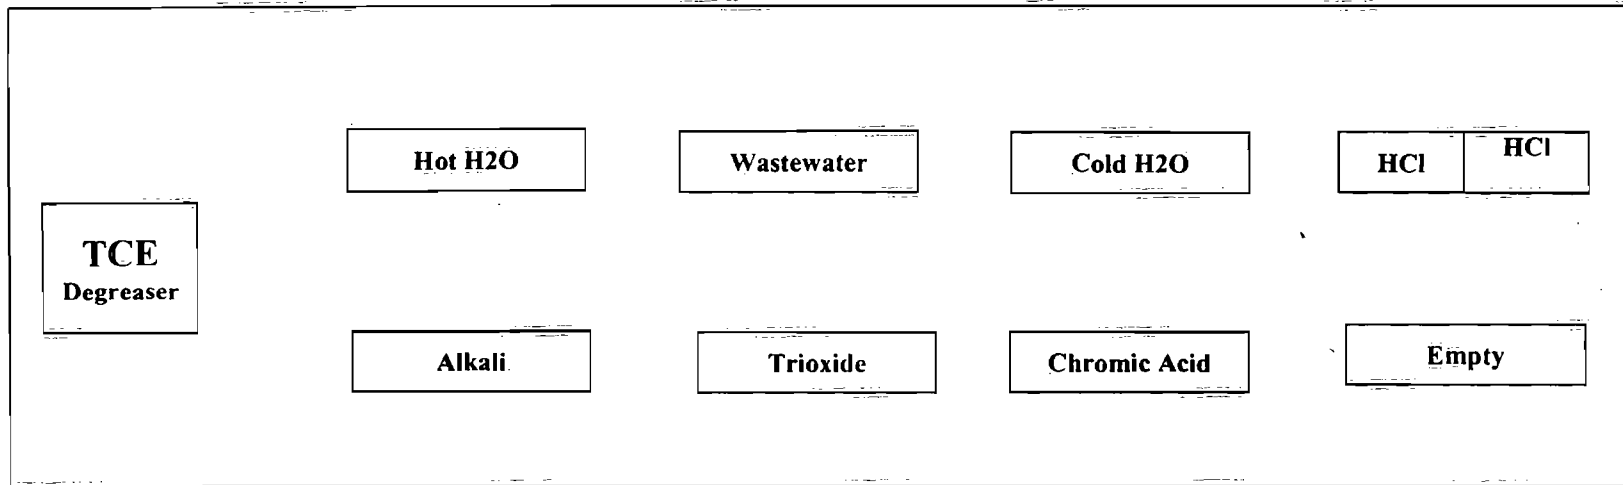 Hot H2O
Wastewater
Cold H2O
HCl
HCl
TCE
Degreaser
Alkali
Trioxide
Chromic Acid
Empty